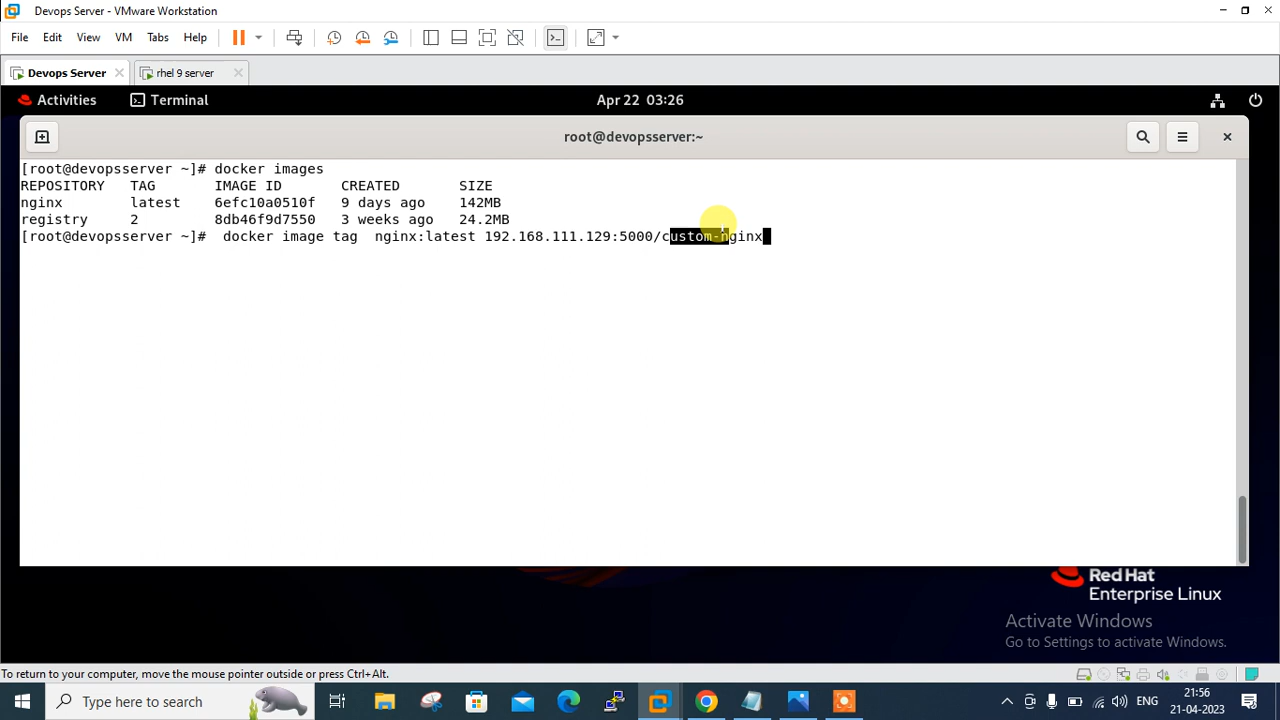 Devops Server - VMware Workstation
File Edit View VM Tabs Help
Devops Server rhel 9 server
Activities Terminal Apr 22 03:26
root@devopsserver:~
[root@devopsserver ~]# docker images
REPOSITORY TAG IMAGE ID CREATED SIZE
nginx latest 6efc10a0510f 9 days ago 142MB
registry 2 8db46f9d7550 3 weeks ago 24.2MB
[root@devopsserver ~]# docker image tag nginx:latest 192.168.111.129:5000/custom-nginx
Red Hat
Enterprise Linux
Activate Windows
Go to Settings to activate Windows.
To return to your computer, move the mouse pointer outside or press Ctrl+Alt.
Type here to search
ENG
21:56
21-04-2023